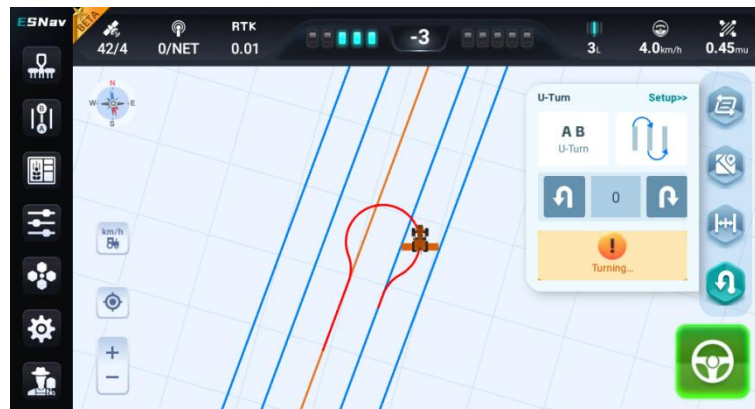 ESNav
BETA
42/4
0/NET
RTK
0.01
-3
3L
4.0km/h
0.45mu
N
W
E
S
km/h
U-Turn
Setup>>
A B
U-Turn
0
Turning...
B
A